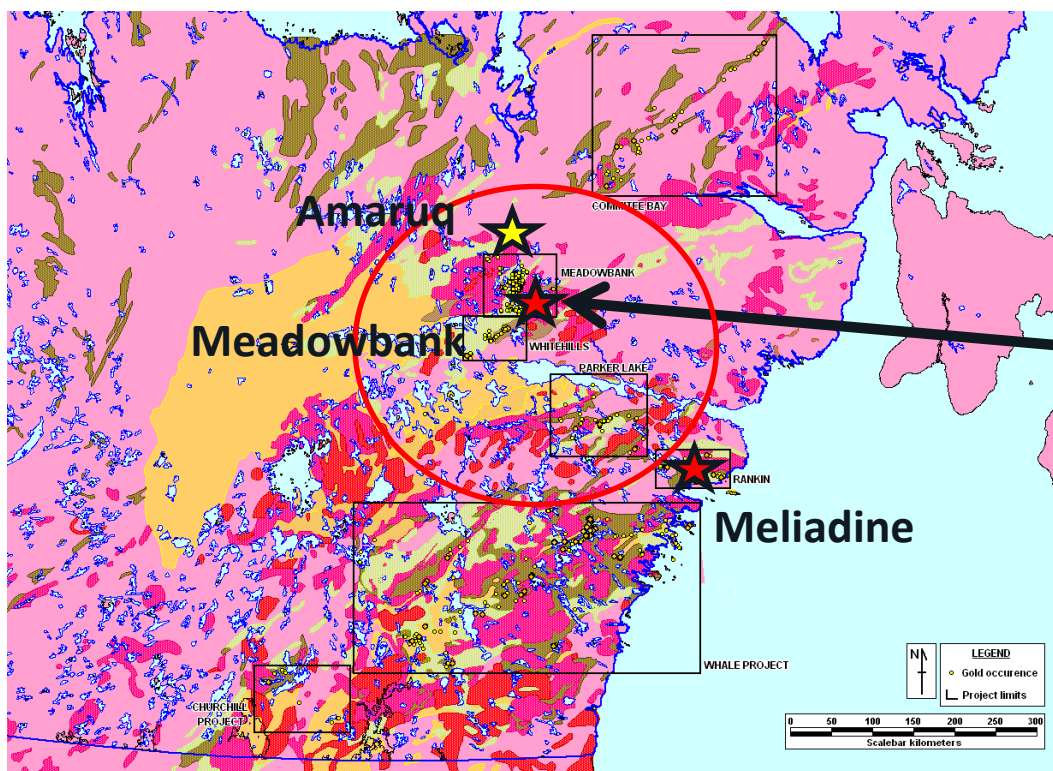 COMMITEE BAY
Amaruq
MEADOWBANK
Meadowbank
WHITEHILLS
PARKER LAKE
RANKIN
Meliadine
WHALE PROJECT
CHURCHILL
PROJECT
N
LEGEND
Gold occurence
Project limits
0 50 100 150 200 250 300
Scalebar kilometers